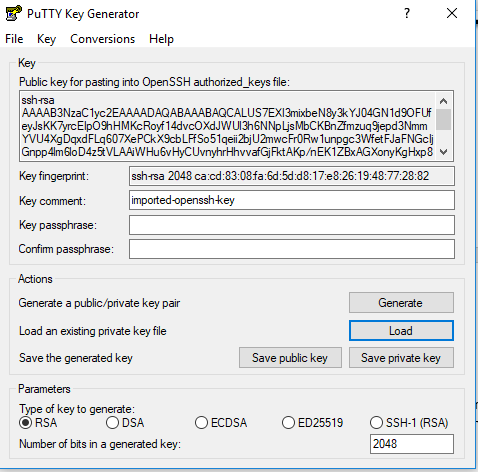 PuTTY Key Generator
File Key Conversions Help
Key
Public key for pasting into OpenSSH authorized_keys file:
ssh-rsa
AAAAB3NzaC1yc2EAAAADAQABAAABAQCALUS7EXI3mixbeN8y3kYJ04GN1d9OFUf
eyJsKK7yrcElpO9hHMKcRoyf14dvcOXdJWUl3h6NNpLjsMbCKBnZfmzuq9jepd3Nmm
YVU4XgDqxdFLq607XePCkX9cbLFfSo51qeii2bjU2mwcFr0Rw1unpgc3WfetFJaFNGcIj
Gnpp4lm6loD4z5tVLAAiWHu6vHyCUvnyhrHhvvafGjFktAKp/nEK1ZBxAGXonyKgHxp8
Key fingerprint: ssh-rsa 2048 ca:cd:83:08:fa:6d:5d:d8:17:e8:26:19:48:77:28:82
Key comment: imported-openssh-key
Key passphrase:
Confirm passphrase:
Actions
Generate a public/private key pair Generate
Load an existing private key file Load
Save the generated key Save public key Save private key
Parameters
Type of key to generate:
RSA DSA ECDSA ED25519 SSH-1 (RSA)
Number of bits in a generated key: 2048